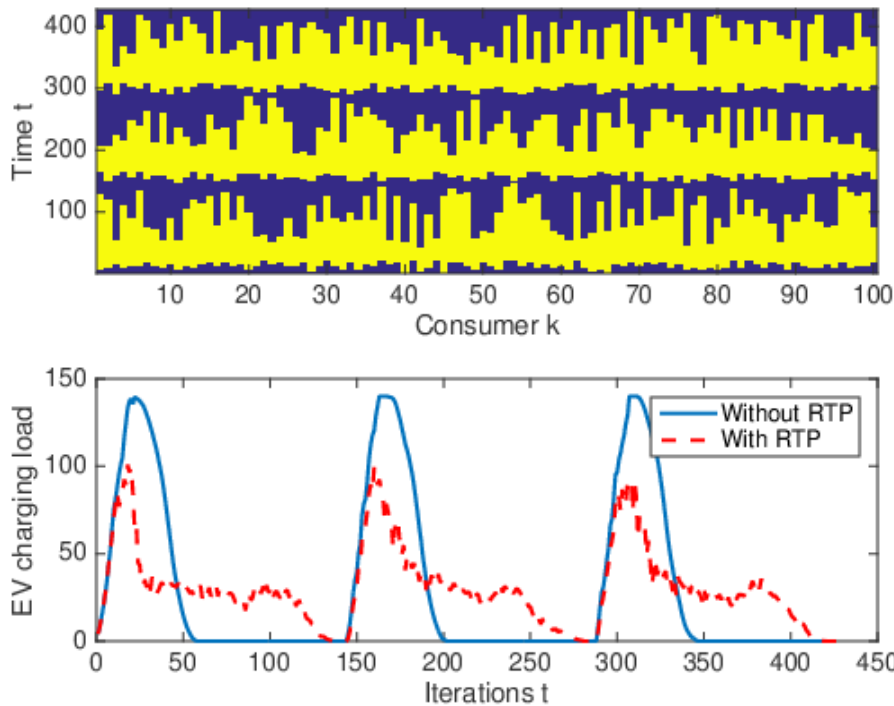 400
300
200
100
Time t
10 20 30 40 50 60 70 80 90 100
Consumer k
150
100
50
0
EV charging load
Without RTP
With RTP
0 50 100 150 200 250 300 350 400 450
Iterations t